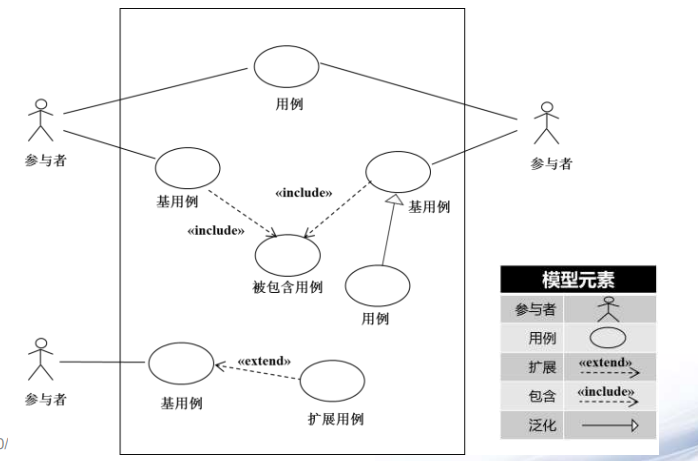 用例
参与者
参与者
基用例
«include»
基用例
«include»
被包含用例
用例
«extend»
参与者
基用例
扩展用例
模型元素
参与者
用例
扩展 «extend»
包含 «include»
泛化
0/